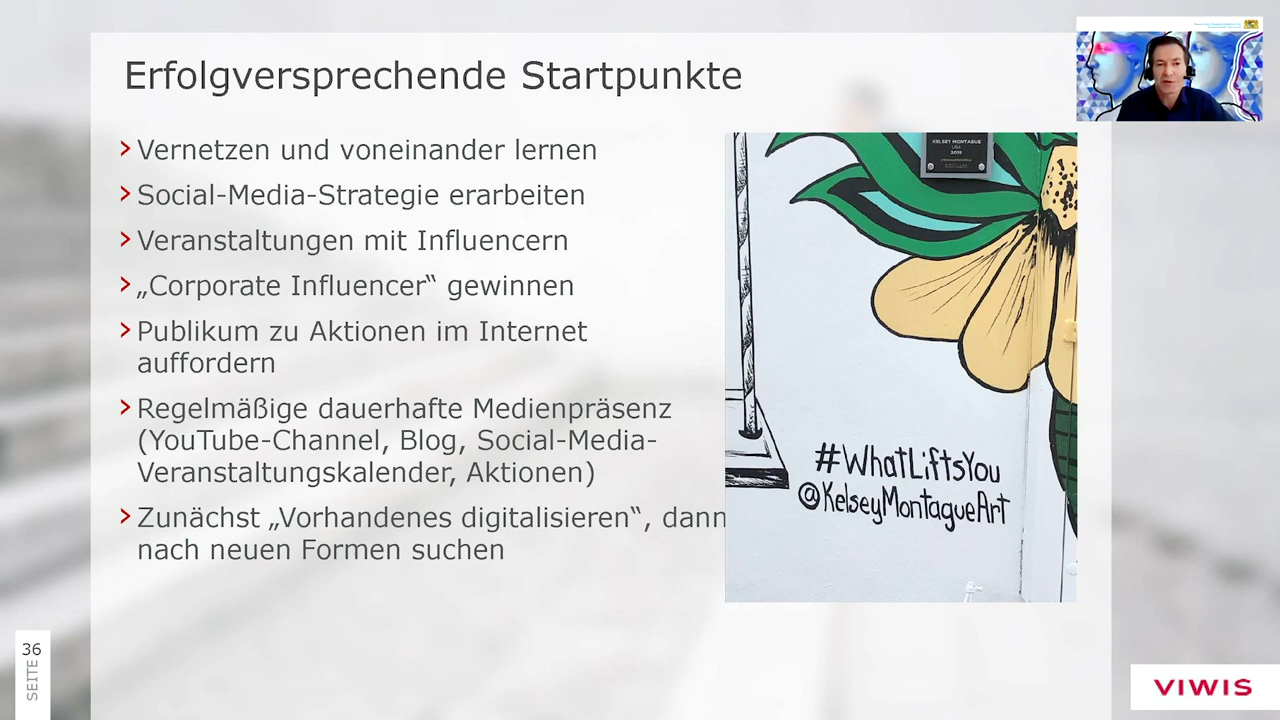 Erfolgversprechende Startpunkte
› Vernetzen und voneinander lernen
› Social-Media-Strategie erarbeiten
› Veranstaltungen mit Influencern
› „Corporate Influencer“ gewinnen
› Publikum zu Aktionen im Internet
auffordern
› Regelmäßige dauerhafte Medienpräsenz
(YouTube-Channel, Blog, Social-Media-
Veranstaltungskalender, Aktionen)
› Zunächst „Vorhandenes digitalisieren“, dann
nach neuen Formen suchen
KELSEY MONTAGUE
USA
#WhatLiftsYou
@KelseyMontagueArt
36
SEITE
VIWIS